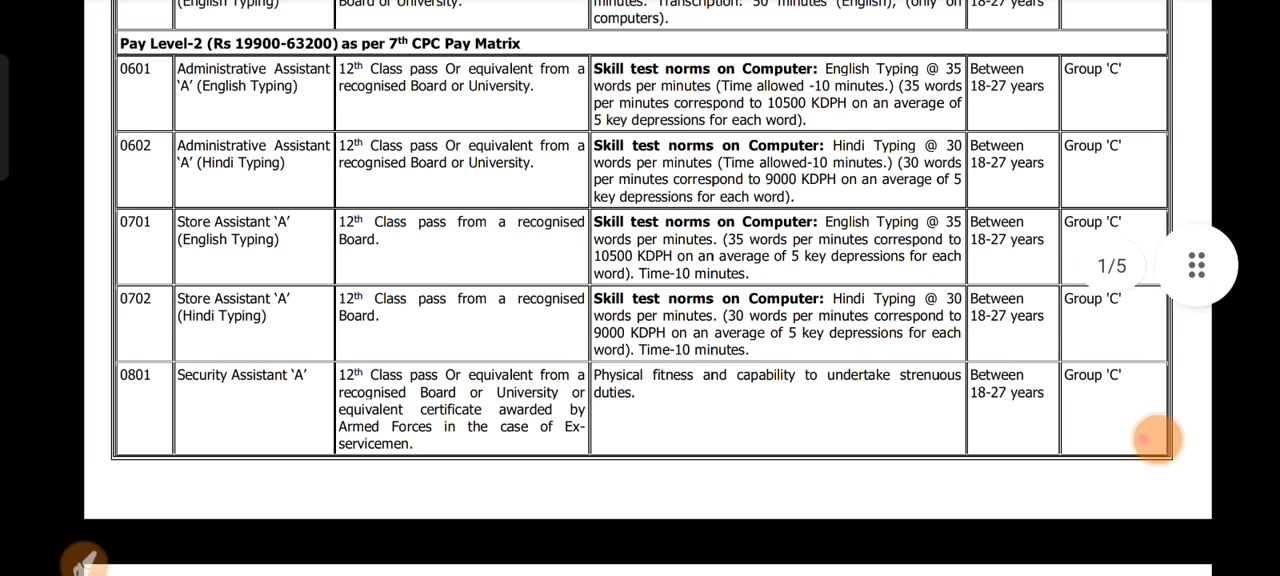 (English Typing)
Board or University.
minutes. Transcription: 50 minutes (English), (only on
computers).
18-27 years
Pay Level-2 (Rs 19900-63200) as per 7th CPC Pay Matrix
0601
Administrative Assistant
'A' (English Typing)
12th Class pass Or equivalent from a
recognised Board or University.
Skill test norms on Computer: English Typing @ 35
words per minutes (Time allowed -10 minutes.) (35 words
per minutes correspond to 10500 KDPH on an average of
5 key depressions for each word).
Between
18-27 years
Group 'C'
0602
Administrative Assistant
'A' (Hindi Typing)
12th Class pass Or equivalent from a
recognised Board or University.
Skill test norms on Computer: Hindi Typing @ 30
words per minutes (Time allowed-10 minutes.) (30 words
per minutes correspond to 9000 KDPH on an average of 5
key depressions for each word).
Between
18-27 years
Group 'C'
0701
Store Assistant 'A'
(English Typing)
12th Class pass from a recognised
Board.
Skill test norms on Computer: English Typing @ 35
words per minutes. (35 words per minutes correspond to
10500 KDPH on an average of 5 key depressions for each
word). Time-10 minutes.
Between
18-27 years
Group 'C'
1/5
0702
Store Assistant 'A'
(Hindi Typing)
12th Class pass from a recognised
Board.
Skill test norms on Computer: Hindi Typing @ 30
words per minutes. (30 words per minutes correspond to
9000 KDPH on an average of 5 key depressions for each
word). Time-10 minutes.
Between
18-27 years
Group 'C'
0801
Security Assistant 'A'
12th Class pass Or equivalent from a
recognised Board or University or
equivalent certificate awarded by
Armed Forces in the case of Ex-
servicemen.
Physical fitness and capability to undertake strenuous
duties.
Between
18-27 years
Group 'C'